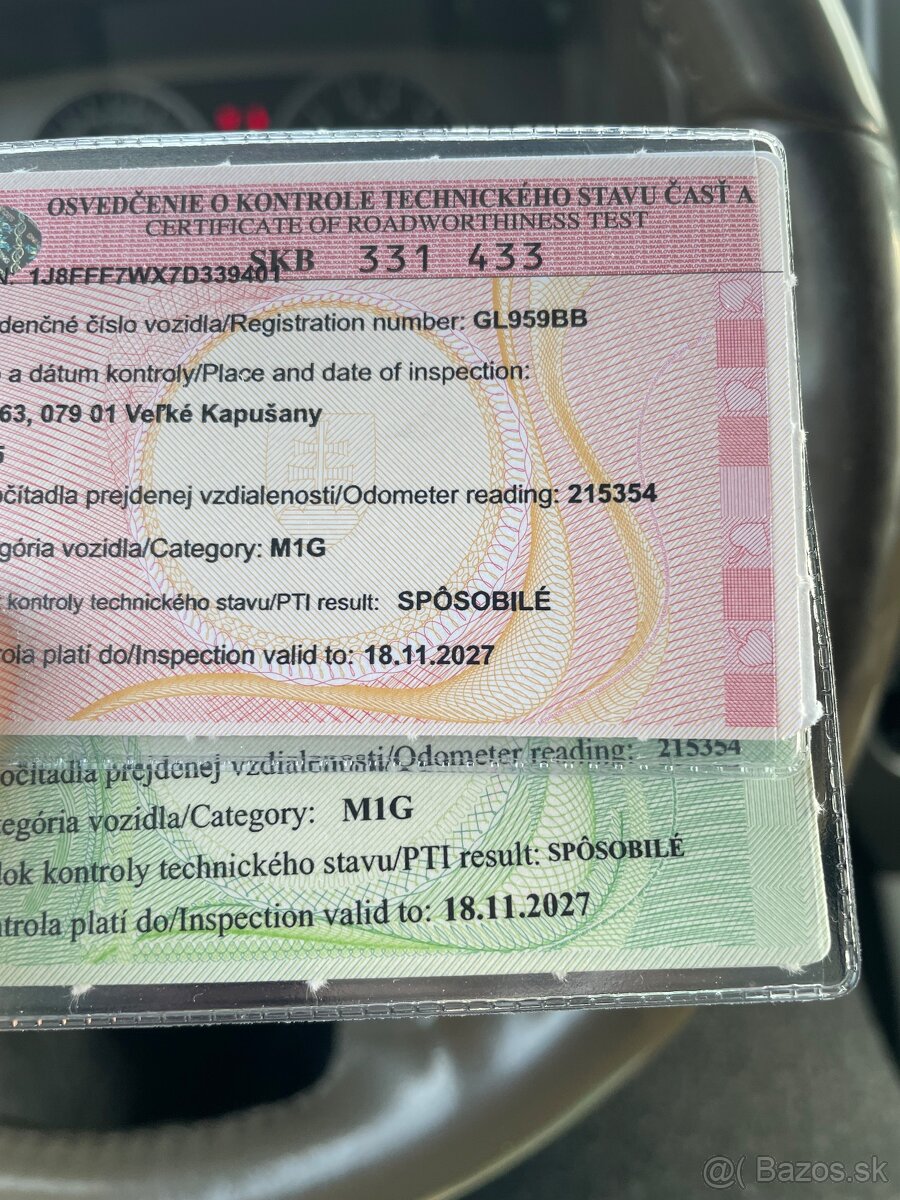 OSVEDČENIE O KONTROLE TECHNICKÉHO STAVU ČASŤ A
CERTIFICATE OF ROADWORTHINESS TEST
SKB 331 433
N: 1J8FFF7WX7D339401
denčné číslo vozidla/Registration number: GL959BB
o a dátum kontroly/Place and date of inspection:
63, 079 01 Veľké Kapušany
5
očítadla prejdenej vzdialenosti/Odometer reading: 215354
gória vozidla/Category: M1G
kontroly technického stavu/PTI result: SPÔSOBILÉ
rola platí do/Inspection valid to: 18.11.2027
očítadla prejdenej vzdialenosti/Odometer reading: 215354
tegória vozidla/Category: M1G
dok kontroly technického stavu/PTI result: SPÔSOBILÉ
ntrola platí do/Inspection valid to: 18.11.2027
@( Bazos.sk